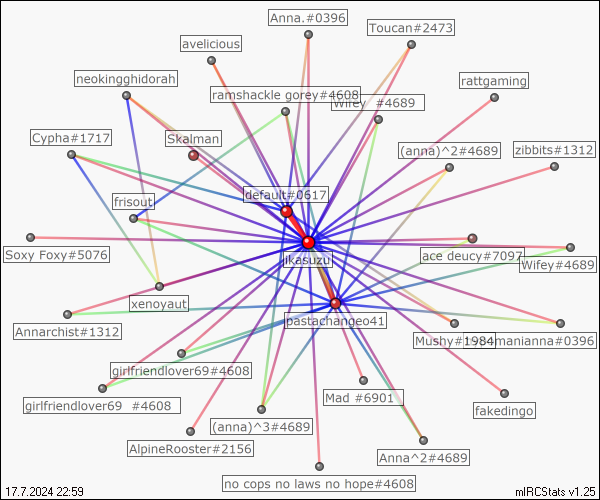 Anna.#0396
Toucan#2473
avelicious
neokingghidorah
rattgaming
ramshackle gorey#4608
Wifey  #4689
Cypha#1717
Skalman
(anna)^2#4689
zibbits#1312
default#0617
frisout
Soxy Foxy#5076
ikasuzu
ace deucy#7097
Wifey#4689
xenoyaut
Annarchist#1312
pastachangeo41
Mushy#1984
manianna#0396
girlfriendlover69#4608
girlfriendlover69  #4608
Mad #6901
fakedingo
(anna)^3#4689
AlpineRooster#2156
Anna^2#4689
no cops no laws no hope#4608
17.7.2024 22:59
mIRCStats v1.25